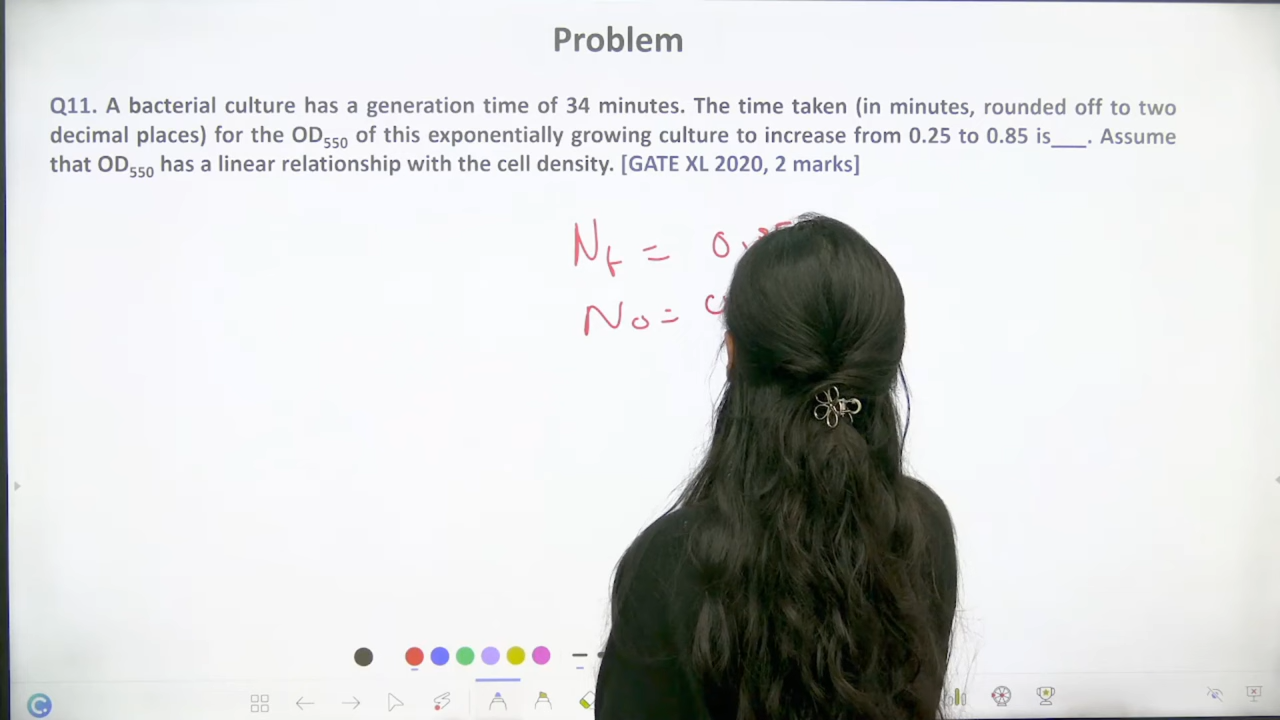 Problem
Q11. A bacterial culture has a generation time of 34 minutes. The time taken (in minutes, rounded off to two
decimal places) for the OD550 of this exponentially growing culture to increase from 0.25 to 0.85 is___. Assume
that OD550 has a linear relationship with the cell density. [GATE XL 2020, 2 marks]
Nt =
No =